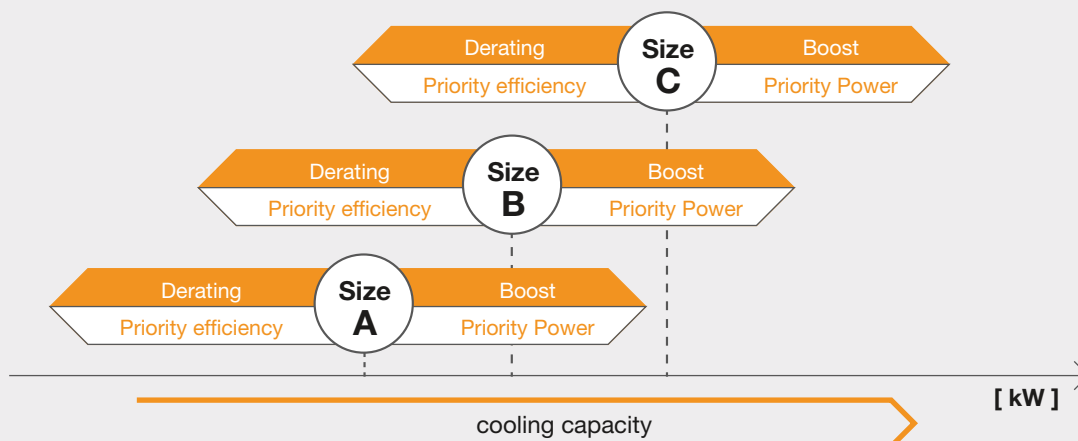 Derating
Size
C
Boost
Priority efficiency
Priority Power
Derating
Size
B
Boost
Priority efficiency
Priority Power
Derating
Size
A
Boost
Priority efficiency
Priority Power
[ kW ]
cooling capacity